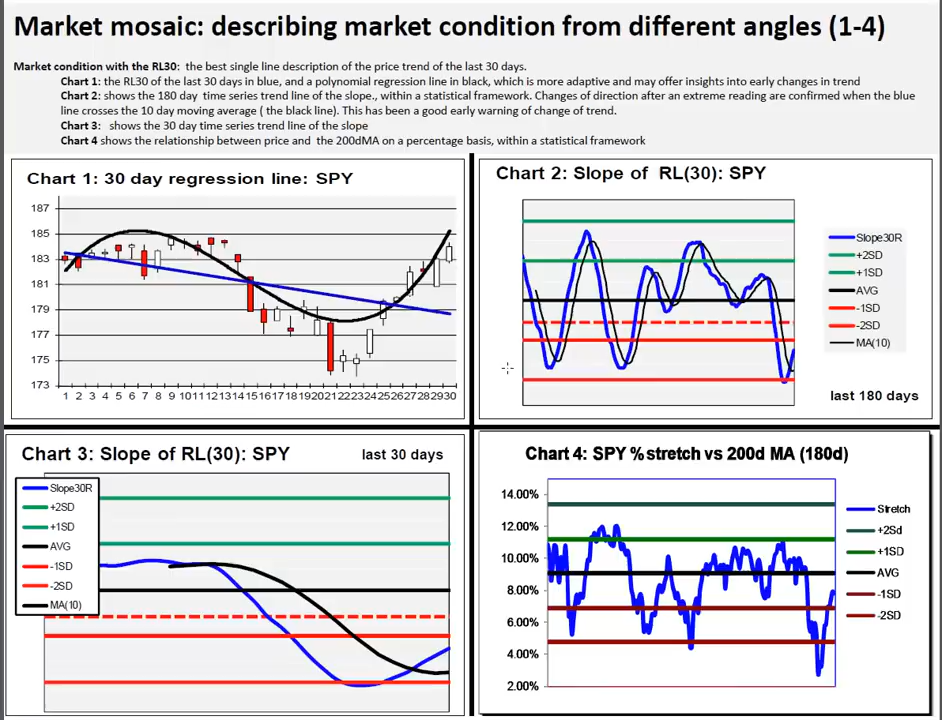 Market mosaic: describing market condition from different angles (1-4)
Market condition with the RL30: the best single line description of the price trend of the last 30 days.
Chart 1: the RL30 of the last 30 days in blue, and a polynomial regression line in black, which is more adaptive and may offer insights into early changes in trend
Chart 2: shows the 180 day time series trend line of the slope., within a statistical framework. Changes of direction after an extreme reading are confirmed when the blue
line crosses the 10 day moving average ( the black line). This has been a good early warning of change of trend.
Chart 3: shows the 30 day time series trend line of the slope
Chart 4 shows the relationship between price and the 200dMA on a percentage basis, within a statistical framework
Chart 1: 30 day regression line: SPY
187
185
183
181
179
177
175
173
1 2 3 4 5 6 7 8 9 10 11 12 13 14 15 16 17 18 19 20 21 22 23 24 25 26 27 28 29 30
Chart 2: Slope of RL(30): SPY
Slope30R
+2SD
+1SD
AVG
-1SD
-2SD
MA(10)
last 180 days
Chart 3: Slope of RL(30): SPY
last 30 days
Slope30R
+2SD
+1SD
AVG
-1SD
-2SD
MA(10)
Chart 4: SPY % stretch vs 200d MA (180d)
14.00%
12.00%
10.00%
8.00%
6.00%
4.00%
2.00%
Stretch
+2Sd
+1SD
AVG
-1SD
-2SD